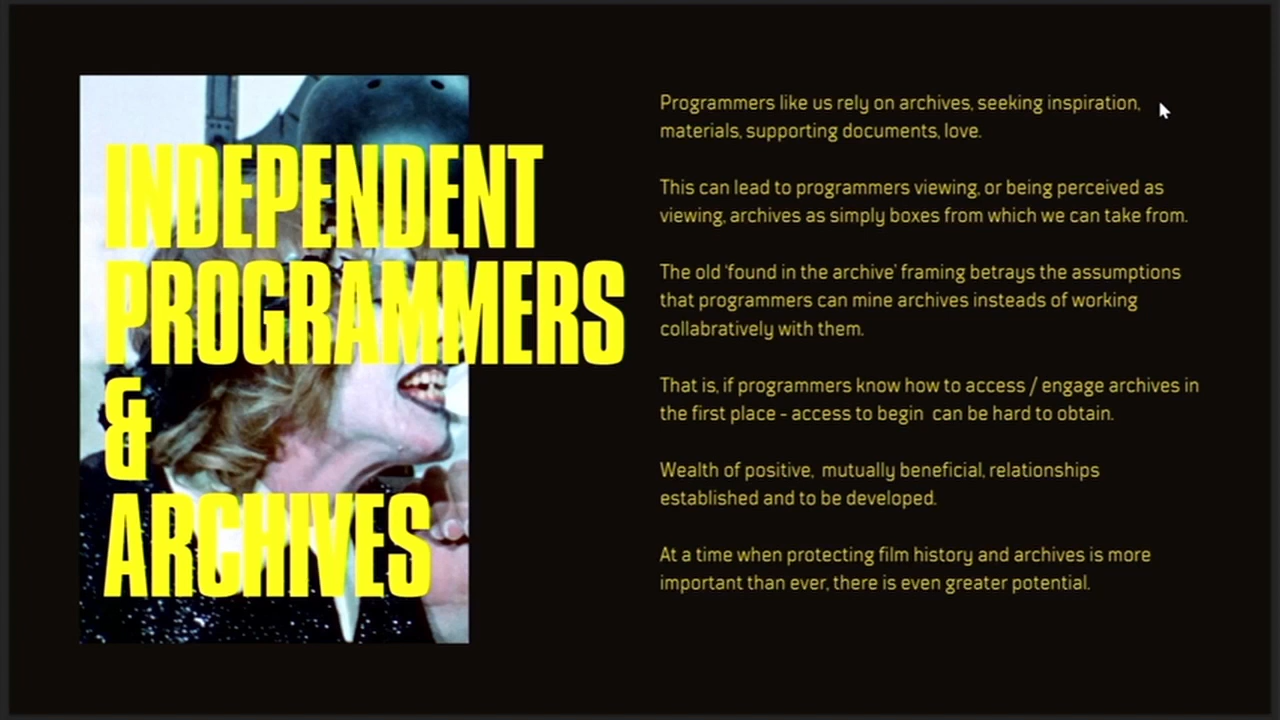 INDEPENDENT
PROGRAMMERS
&
ARCHIVES
Programmers like us rely on archives, seeking inspiration,
materials, supporting documents, love.
This can lead to programmers viewing, or being perceived as
viewing, archives as simply boxes from which we can take from.
The old ‘found in the archive’ framing betrays the assumptions
that programmers can mine archives insteads of working
collabratively with them.
That is, if programmers know how to access / engage archives in
the first place - access to begin  can be hard to obtain.
Wealth of positive,  mutually beneficial, relationships
established and to be developed.
At a time when protecting film history and archives is more
important than ever, there is even greater potential.